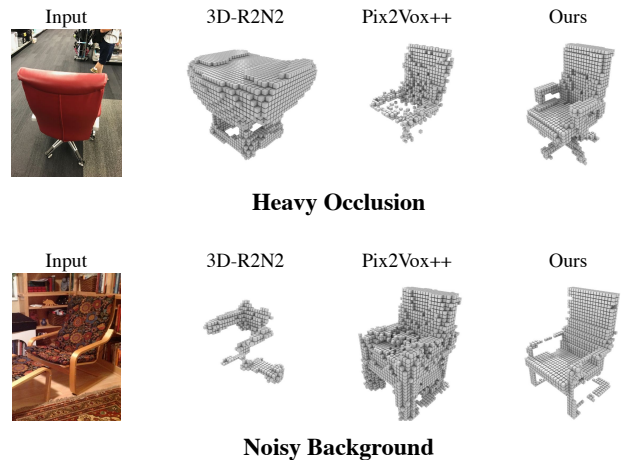 Input 3D-R2N2 Pix2Vox++ Ours
Heavy Occlusion
Input 3D-R2N2 Pix2Vox++ Ours
Noisy Background